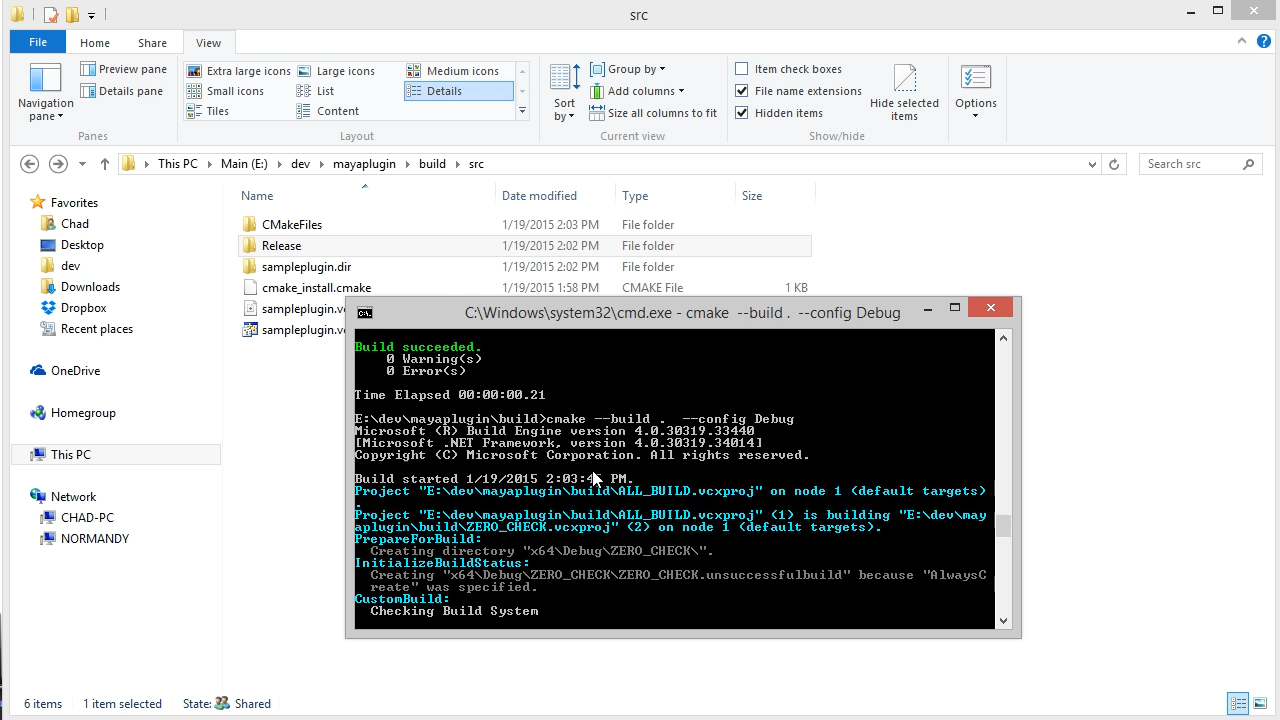 src
File Home Share View
Navigation pane
Preview pane
Details pane
Panes
Extra large icons Large icons Medium icons
Small icons List Details
Tiles Content
Layout
Sort by
Group by
Add columns
Size all columns to fit
Current view
Item check boxes
File name extensions
Hidden items
Hide selected items
Show/hide
Options
This PC Main (E:) dev mayaplugin build src
Search src
Name Date modified Type Size
Favorites
Chad
Desktop
dev
Downloads
Dropbox
Recent places
OneDrive
Homegroup
This PC
Network
CHAD-PC
NORMANDY
CMakeFiles 1/19/2015 2:03 PM File folder
Release 1/19/2015 2:02 PM File folder
sampleplugin.dir 1/19/2015 2:02 PM File folder
cmake_install.cmake 1/19/2015 1:58 PM CMAKE File 1 KB
C:\Windows\system32\cmd.exe - cmake --build . --config Debug
Build succeeded.
0 Warning(s)
0 Error(s)
Time Elapsed 00:00:00.21
E:\dev\mayaplugin\build>cmake --build . --config Debug
Microsoft (R) Build Engine version 4.0.30319.33440
[Microsoft .NET Framework, version 4.0.30319.34014]
Copyright (C) Microsoft Corporation. All rights reserved.
Build started 1/19/2015 PM.
Project "E:\dev\mayaplugin\build\ALL_BUILD.vcxproj" on node 1 (default targets)
.
Project "E:\dev\mayaplugin\build\ALL_BUILD.vcxproj" (1) is building "E:\dev\may
aplugin\build\ZERO_CHECK.vcxproj" (2) on node 1 (default targets).
PrepareForBuild:
Creating directory "x64\Debug\ZERO_CHECK\".
InitializeBuildStatus:
Creating "x64\Debug\ZERO_CHECK\ZERO_CHECK.unsuccessfulbuild" because "AlwaysC
reate" was specified.
CustomBuild:
Checking Build System
6 items 1 item selected State: Shared